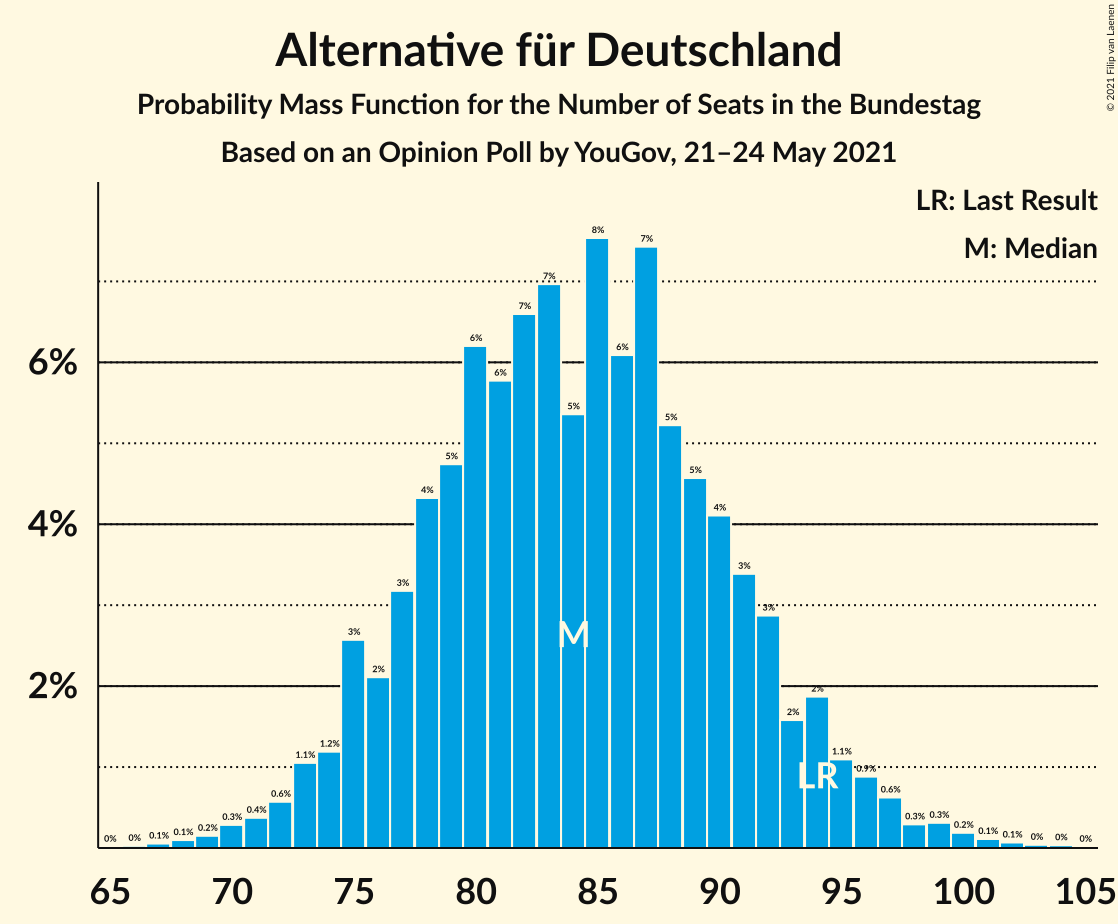 Alternative für Deutschland
Probability Mass Function for the Number of Seats in the Bundestag
Based on an Opinion Poll by YouGov, 21–24 May 2021
© 2021 Filip van Laenen
LR: Last Result
M: Median
6%
4%
2%
0% 0% 0.1% 0.1% 0.2% 0.3% 0.4% 0.6% 1.1% 1.2% 3% 2% 3% 4% 5% 6% 6% 7% 7% 5% 8% 6% 7% 5% 5% 4% 3% 3% 2% 2% 1.1% 0.9% 0.6% 0.3% 0.3% 0.2% 0.1% 0.1% 0% 0% 0%
M
LR
65 70 75 80 85 90 95 100 105